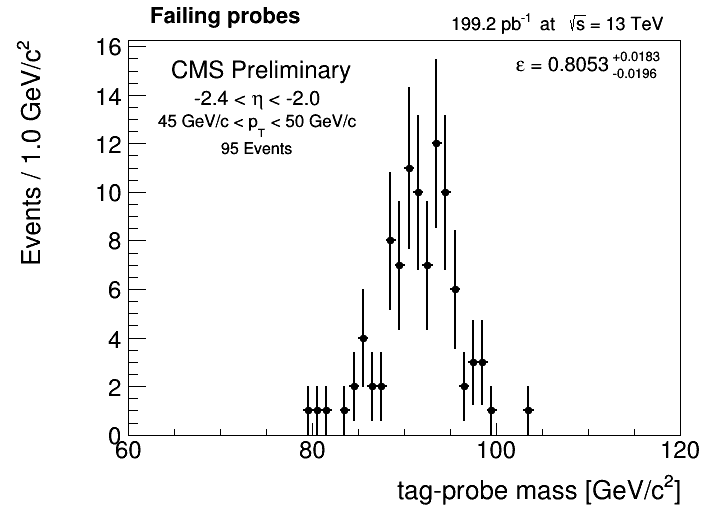 Failing probes
199.2 pb⁻¹ at √s = 13 TeV
CMS Preliminary
-2.4 < η < -2.0
45 GeV/c < p_T < 50 GeV/c
95 Events
ε = 0.8053 +0.0183 -0.0196
Events / 1.0 GeV/c²
16
14
12
10
8
6
4
2
0
60 80 100 120
tag-probe mass [GeV/c²]